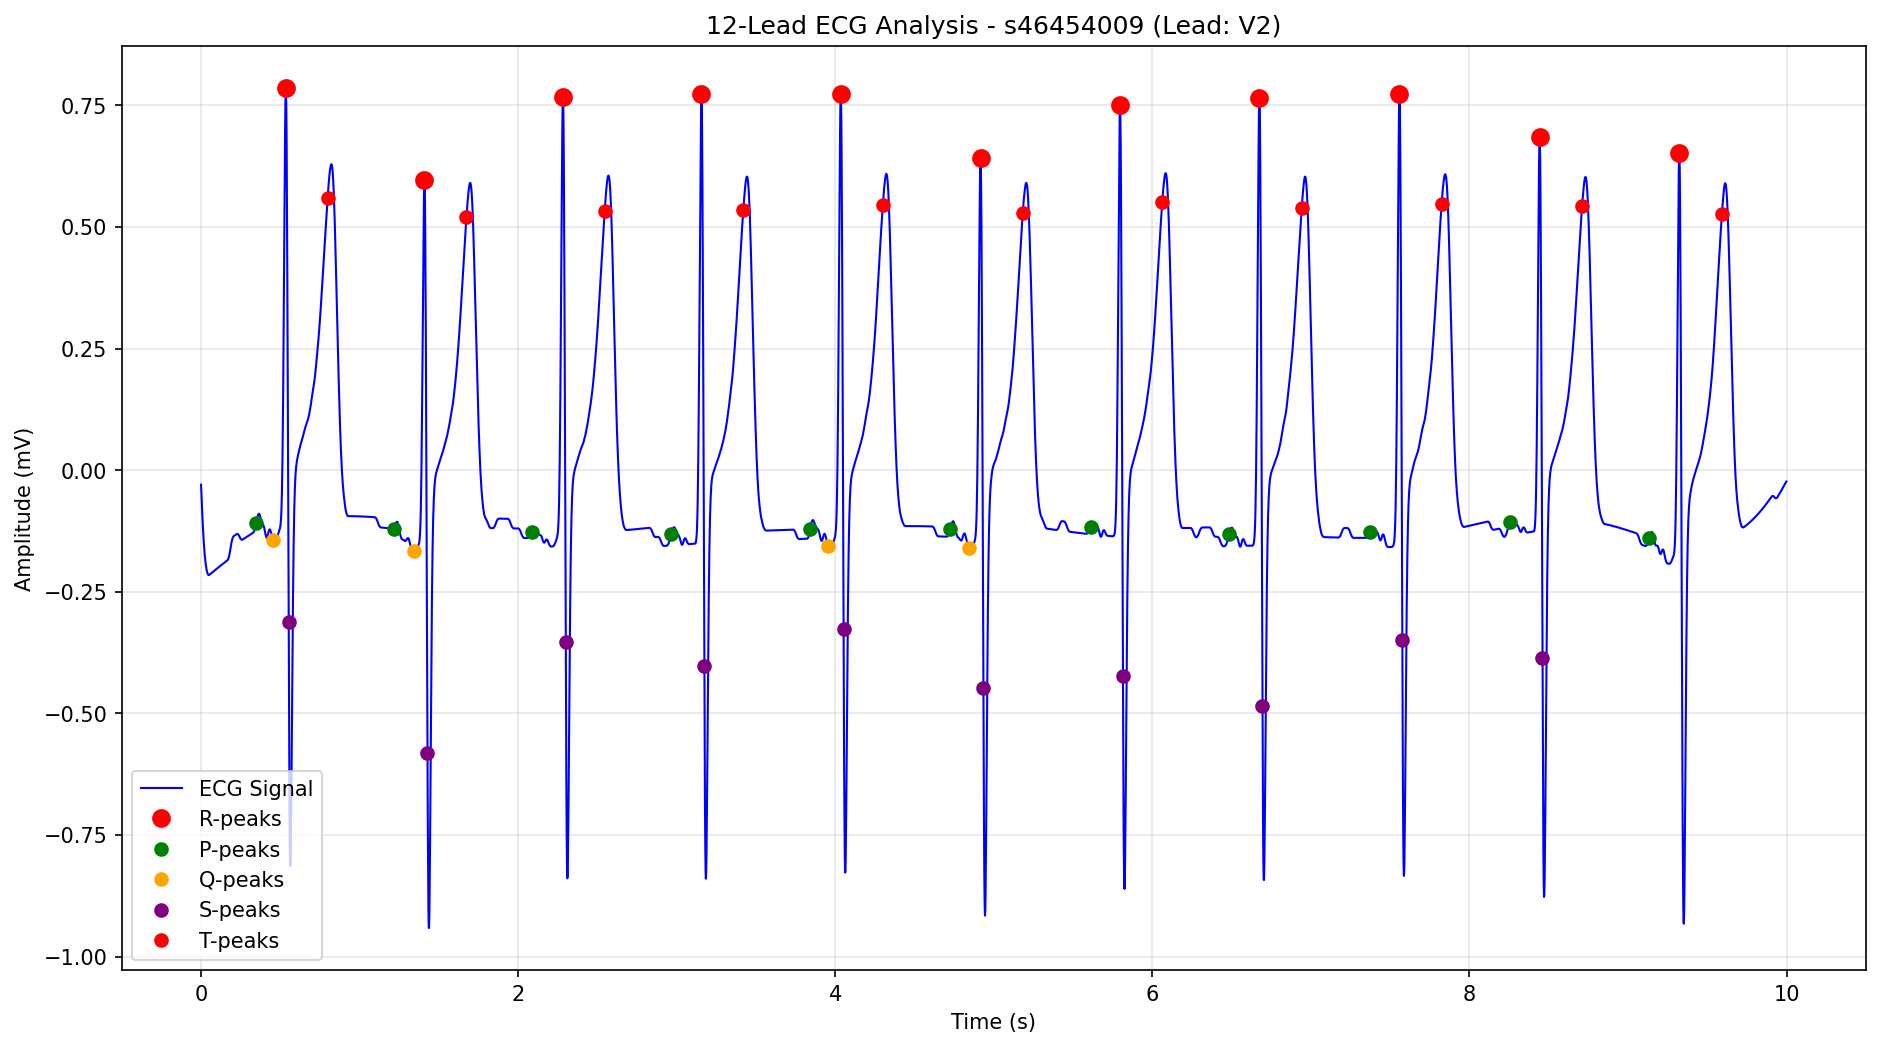 12-Lead ECG Analysis - s46454009 (Lead: V2)
Amplitude (mV)
0.75
0.50
0.25
0.00
−0.25
−0.50
−0.75
−1.00
ECG Signal
R-peaks
P-peaks
Q-peaks
S-peaks
T-peaks
0 2 4 6 8 10
Time (s)